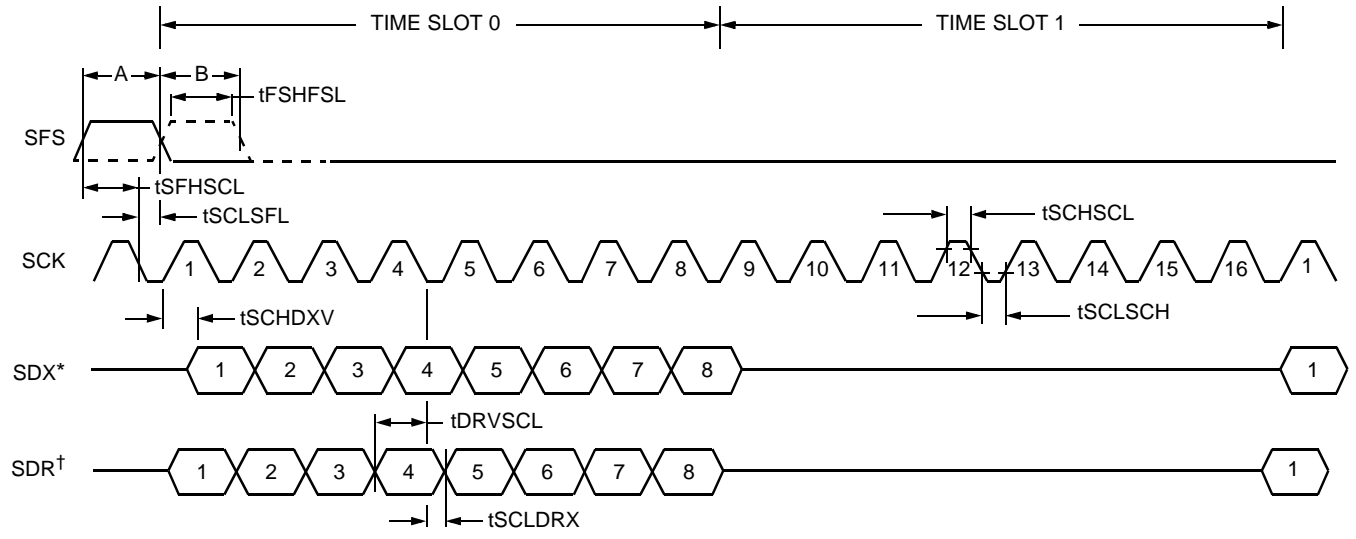 TIME SLOT 0 TIME SLOT 1
A B
tFSHFSL
SFS
tSFHSCL
tSCLSFL tSCHSCL
SCK 1 2 3 4 5 6 7 8 9 10 11 12 13 14 15 16 1
tSCHDXV tSCLSCH
SDX* 1 2 3 4 5 6 7 8 1
tDRVSCL
SDR† 1 2 3 4 5 6 7 8 1
tSCLDRX